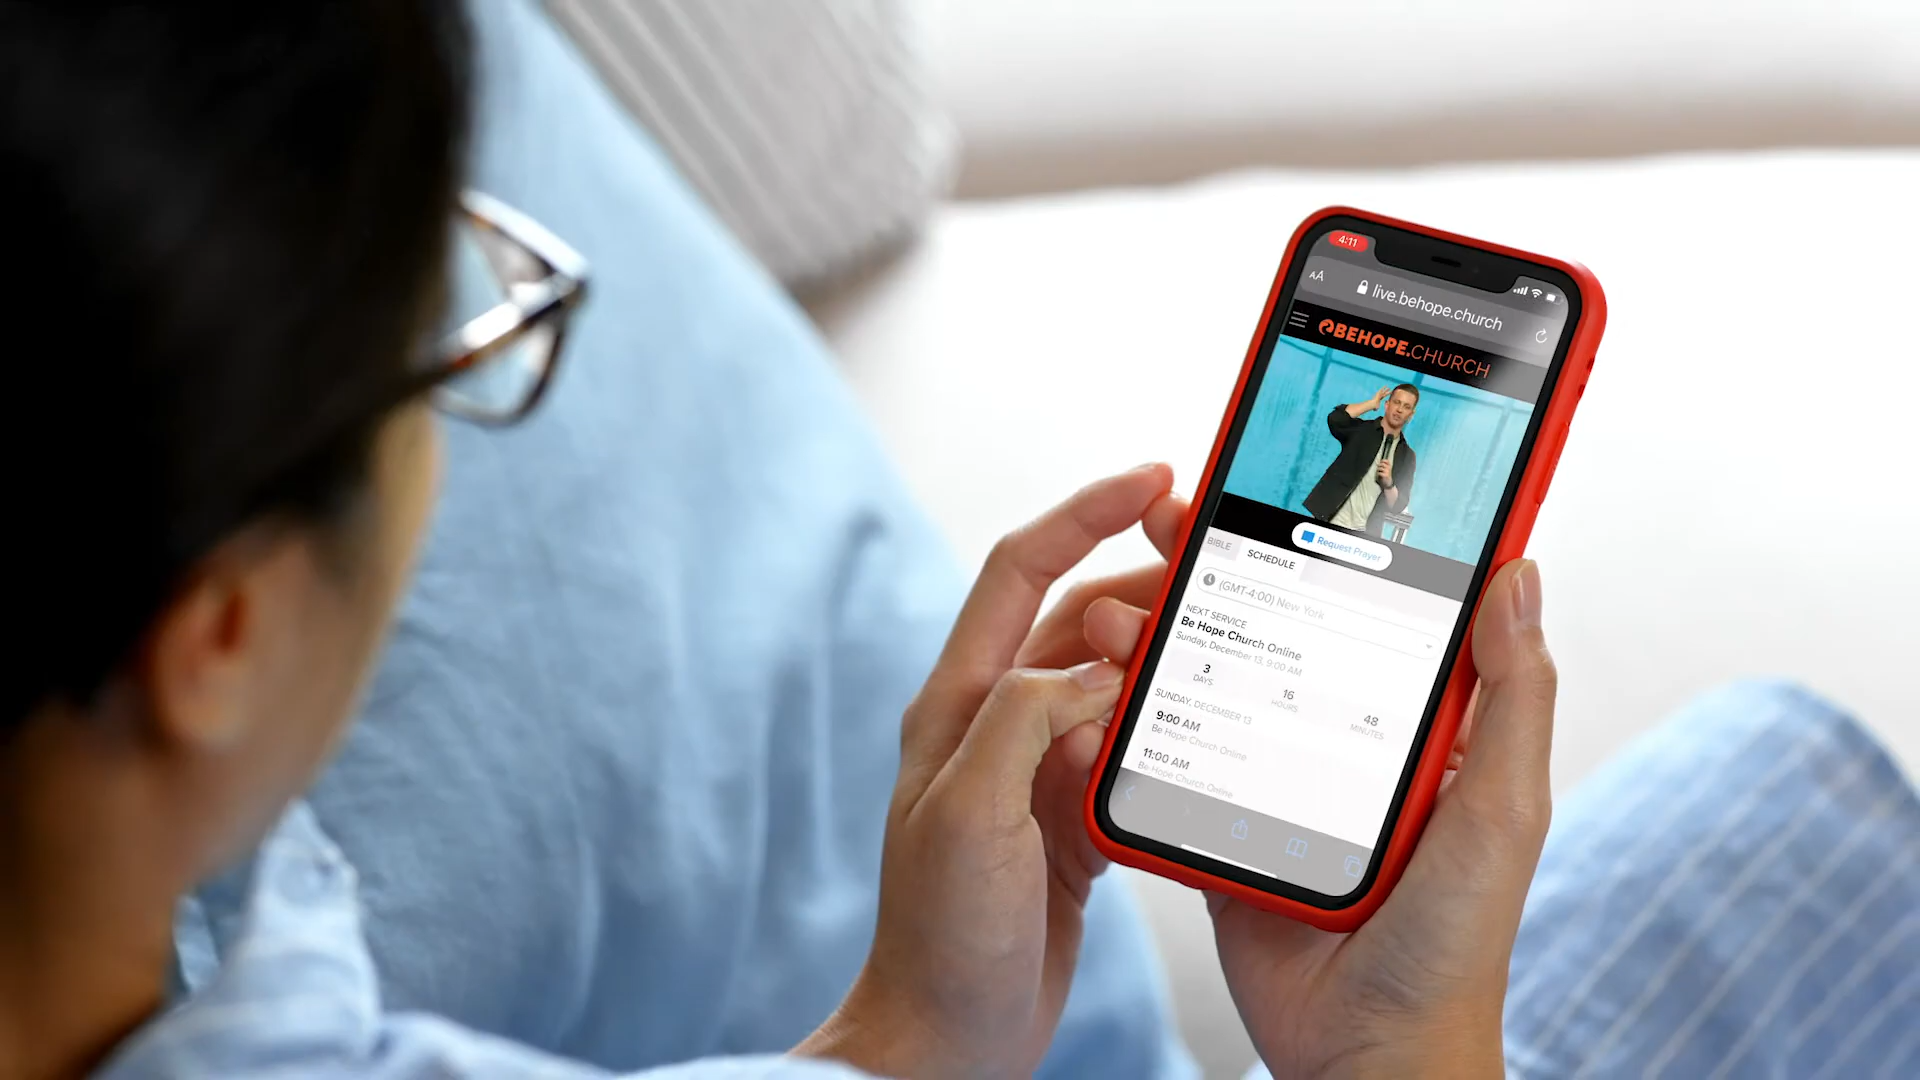 4:11
AA live.behope.church
BEHOPE.CHURCH
Request Prayer
BIBLE SCHEDULE
(GMT-4:00) New York
NEXT SERVICE
Be Hope Church Online
Sunday, December 13, 9:00 AM
3 16 48
DAYS HOURS MINUTES
SUNDAY, DECEMBER 13
9:00 AM
Be Hope Church Online
11:00 AM
Be Hope Church Online